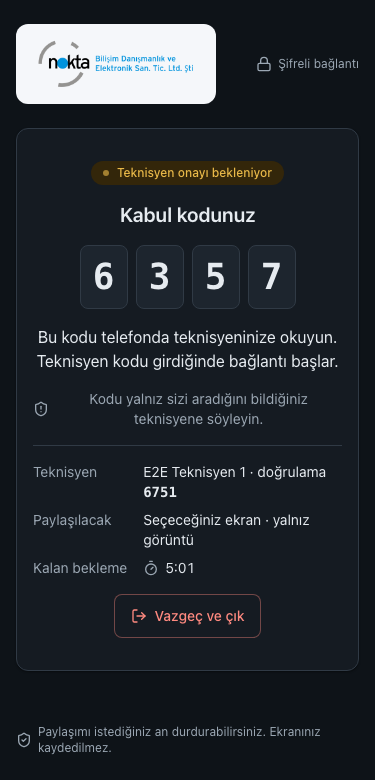 nokta Bilişim Danışmanlık ve
Elektronik San. Tic. Ltd. Şti
Şifreli bağlantı
Teknisyen onayı bekleniyor
Kabul kodunuz
6 3 5 7
Bu kodu telefonda teknisyeninize okuyun.
Teknisyen kodu girdiğinde bağlantı başlar.
Kodu yalnız sizi aradığını bildiğiniz
teknisyene söyleyin.
Teknisyen E2E Teknisyen 1 · doğrulama
6751
Paylaşılacak Seçeceğiniz ekran · yalnız
görüntü
Kalan bekleme 5:01
Vazgeç ve çık
Paylaşımı istediğiniz an durdurabilirsiniz. Ekranınız
kaydedilmez.